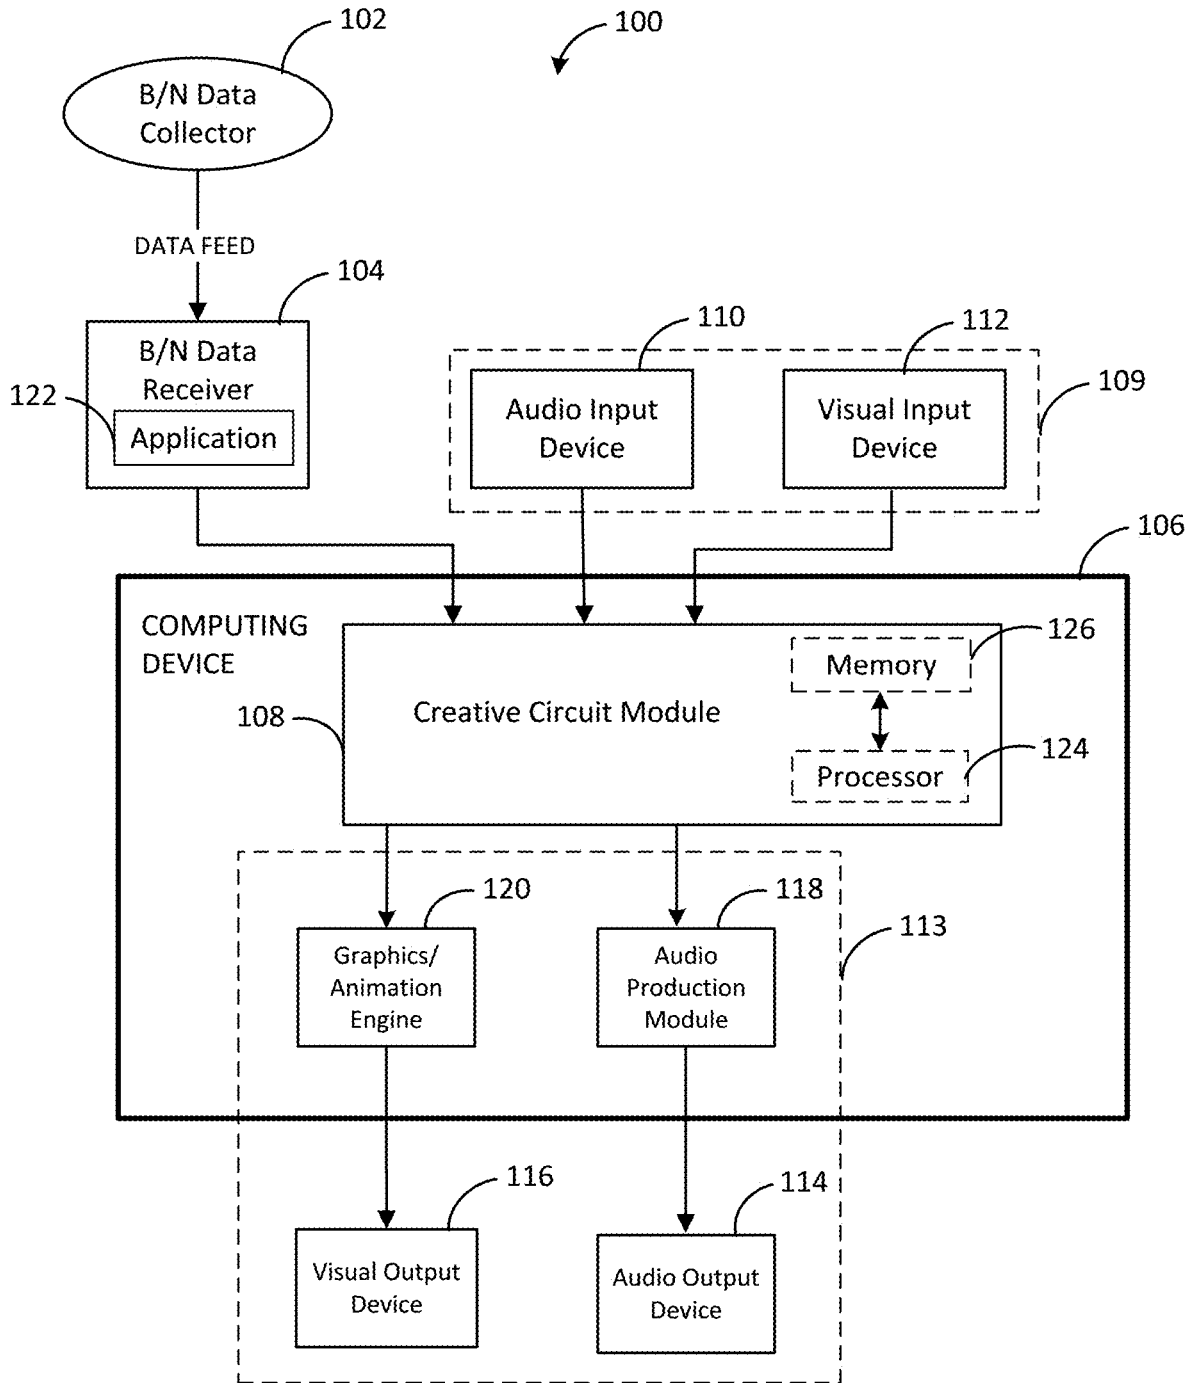 102
100
B/N Data
Collector
DATA FEED
104
B/N Data
Receiver
122
Application
110
112
109
Audio Input
Device
Visual Input
Device
106
COMPUTING
DEVICE
126
Memory
108
Creative Circuit Module
124
Processor
120
118
113
Graphics/
Animation
Engine
Audio
Production
Module
116
114
Visual Output
Device
Audio Output
Device